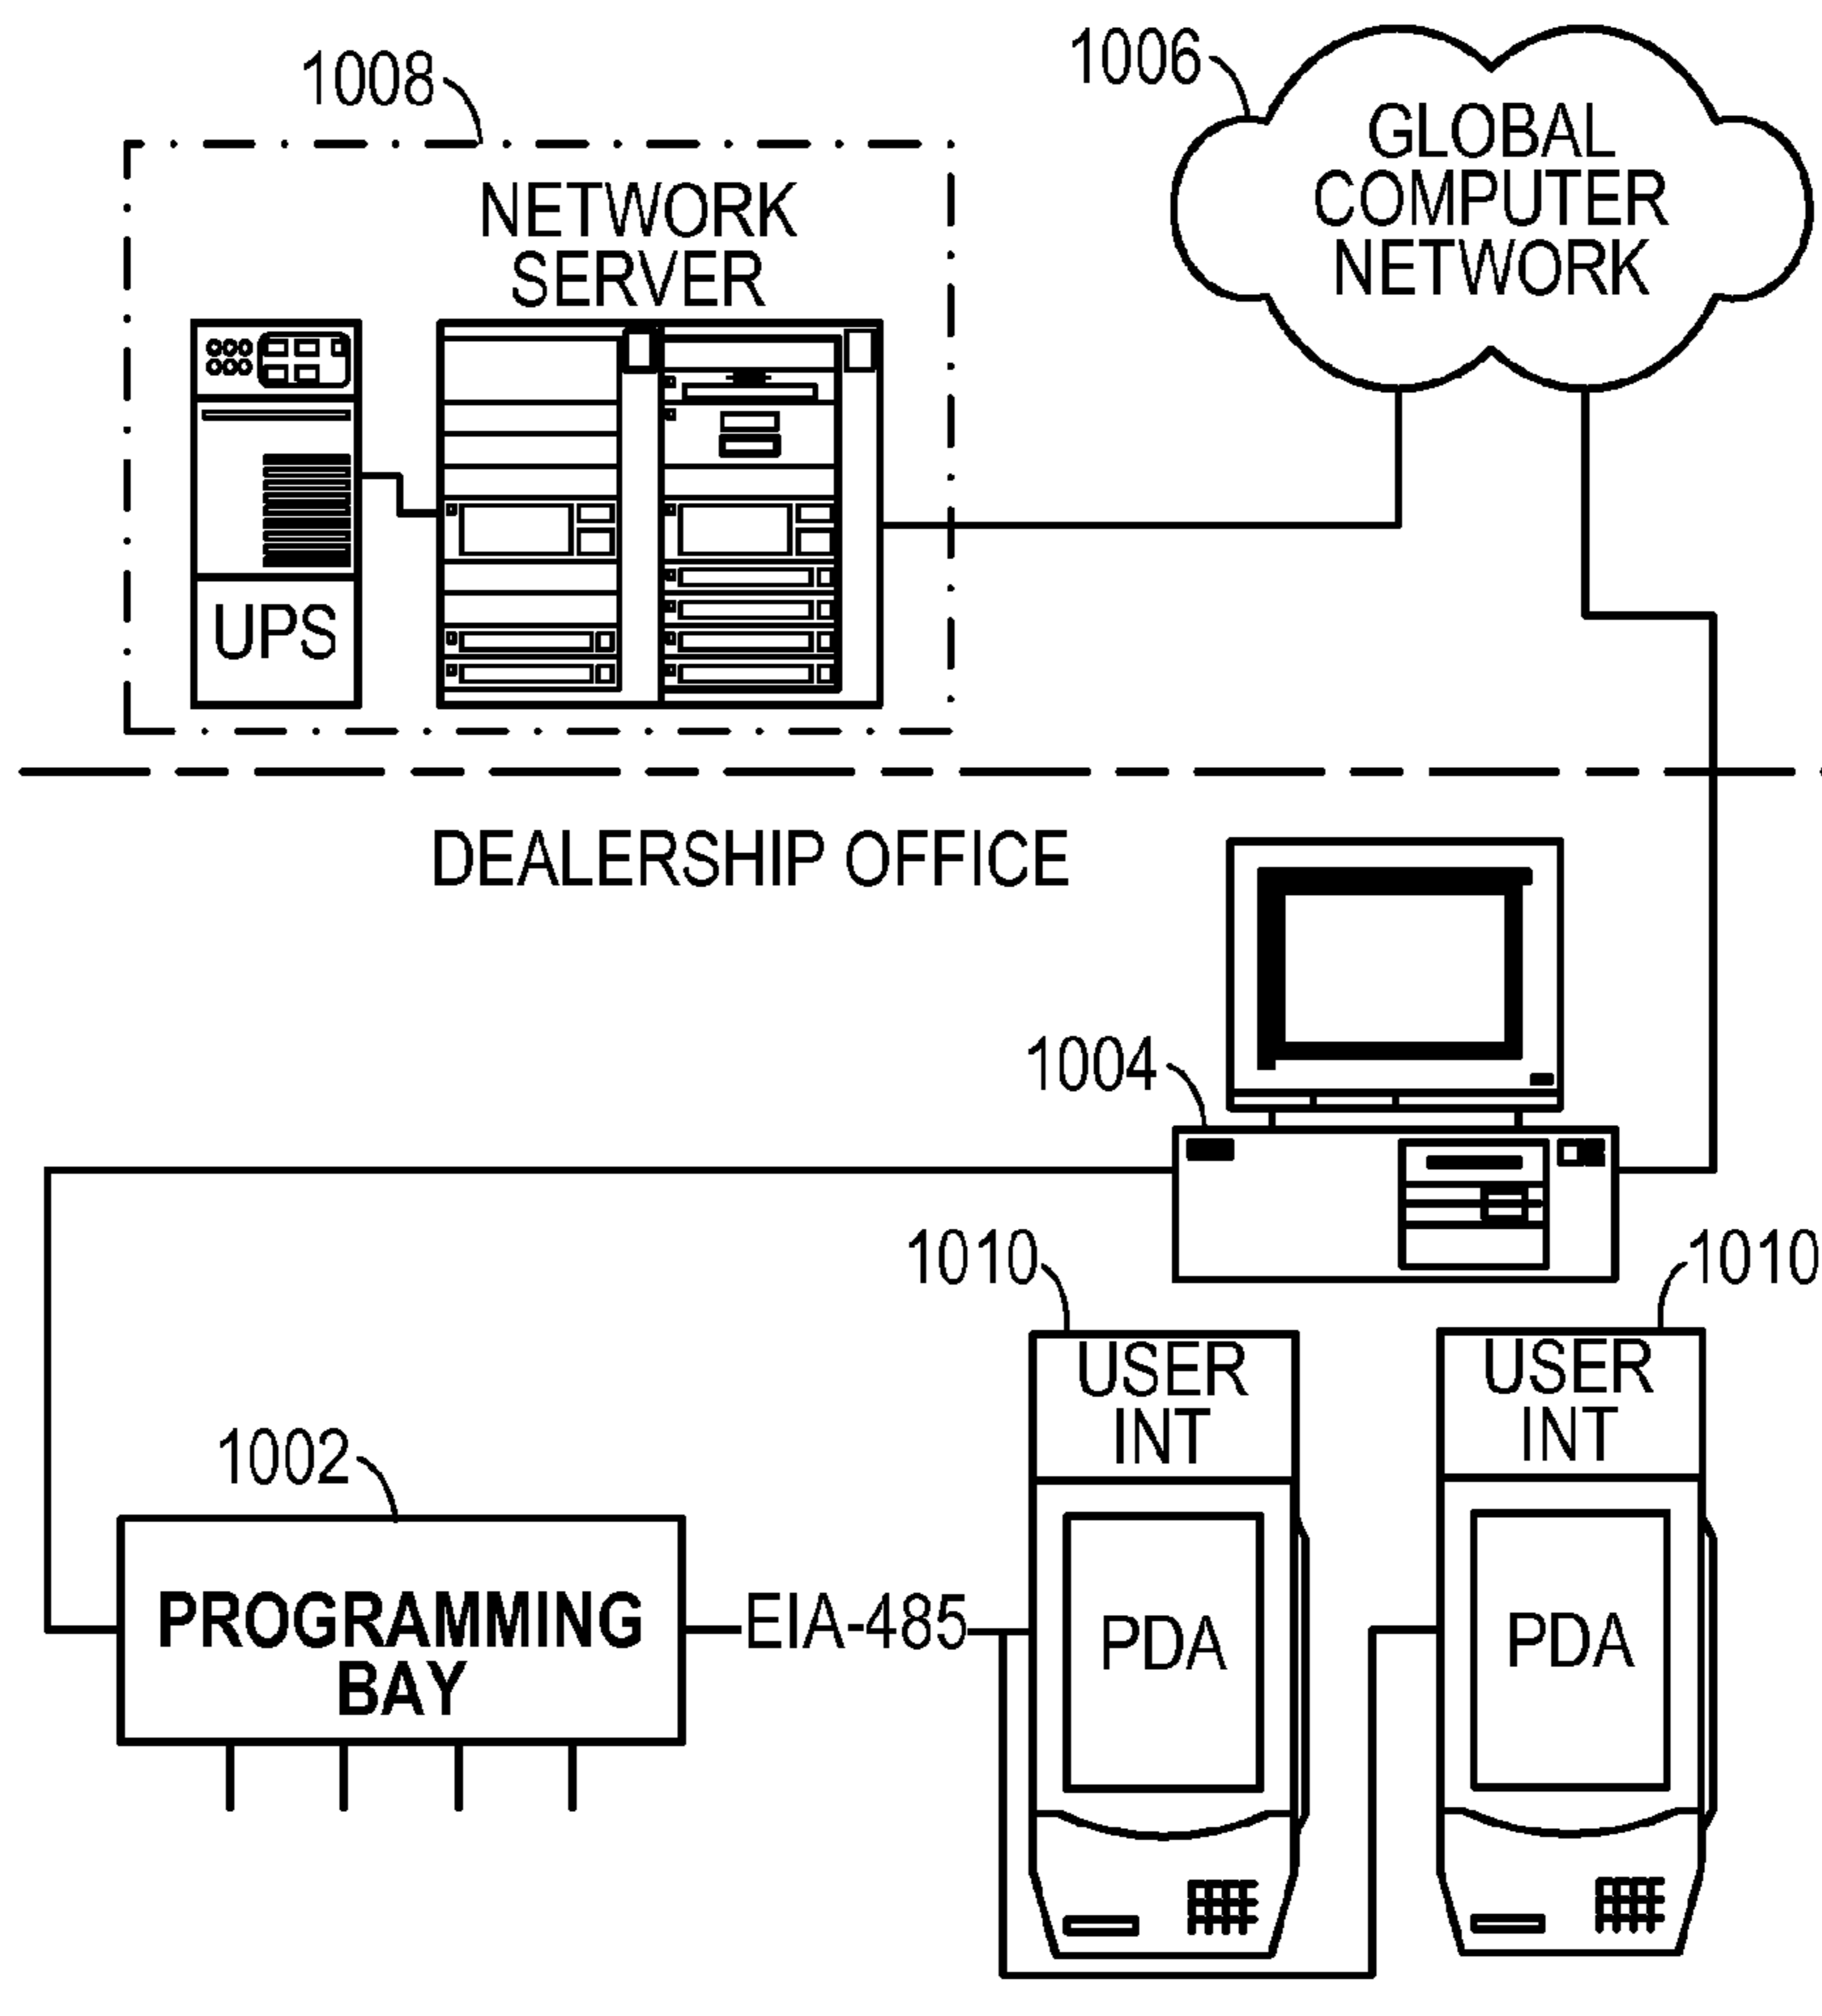 1008
1006
GLOBAL
COMPUTER
NETWORK
NETWORK
SERVER
UPS
DEALERSHIP OFFICE
1004
1010
1010
USER
INT
USER
INT
1002
PROGRAMMING
BAY
EIA-485
PDA
PDA